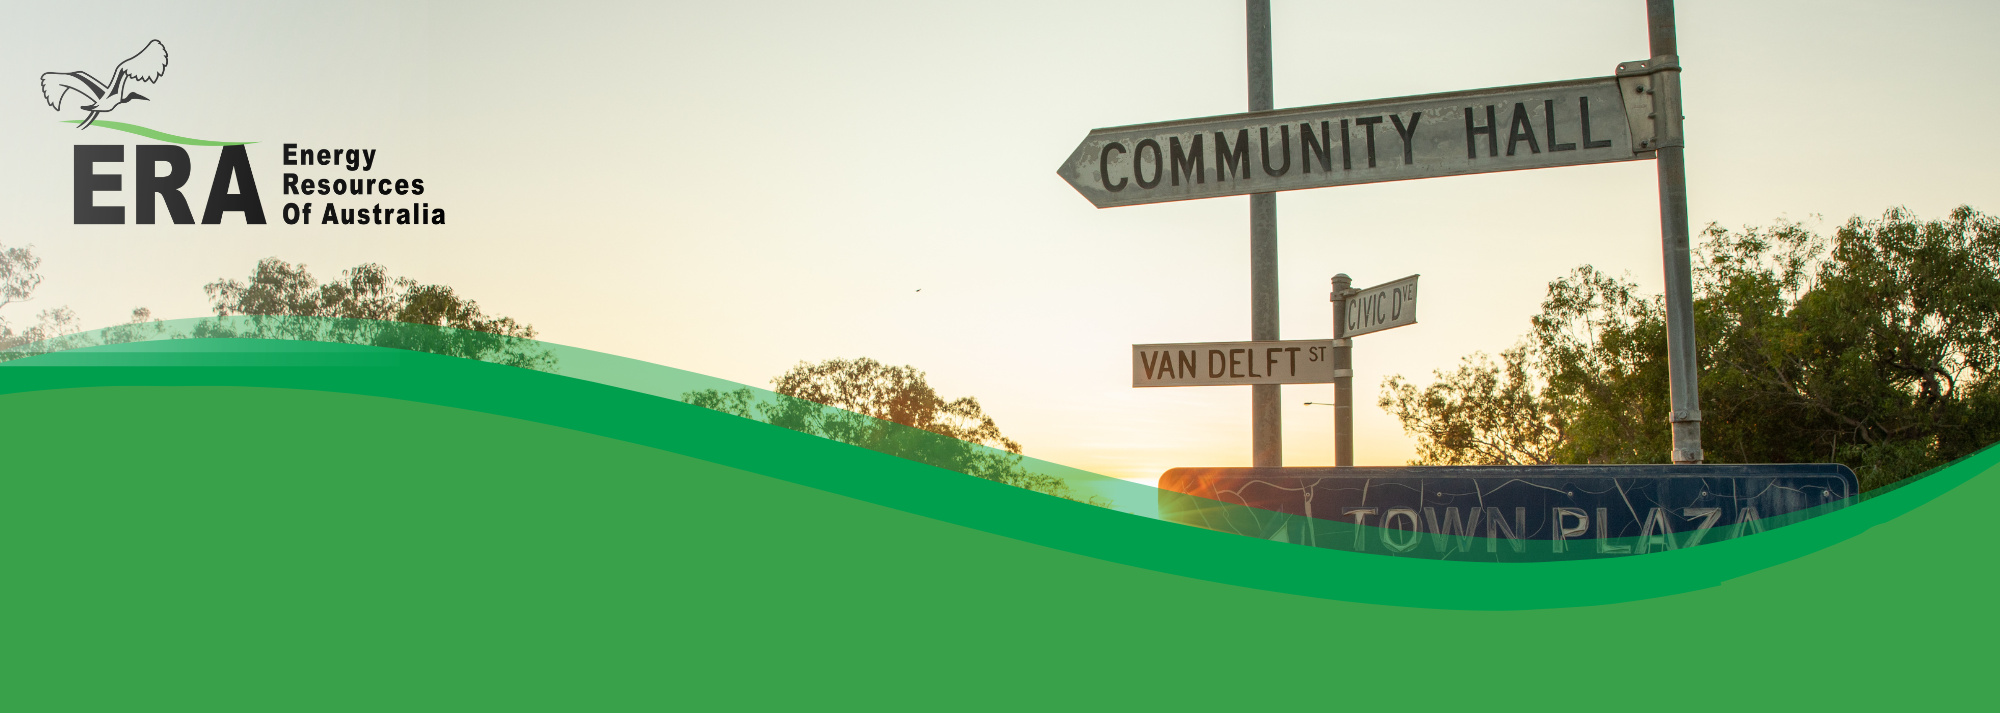 ERA
Energy
Resources
Of Australia
COMMUNITY HALL
CIVIC DVE
VAN DELFT ST
TOWN PLAZA